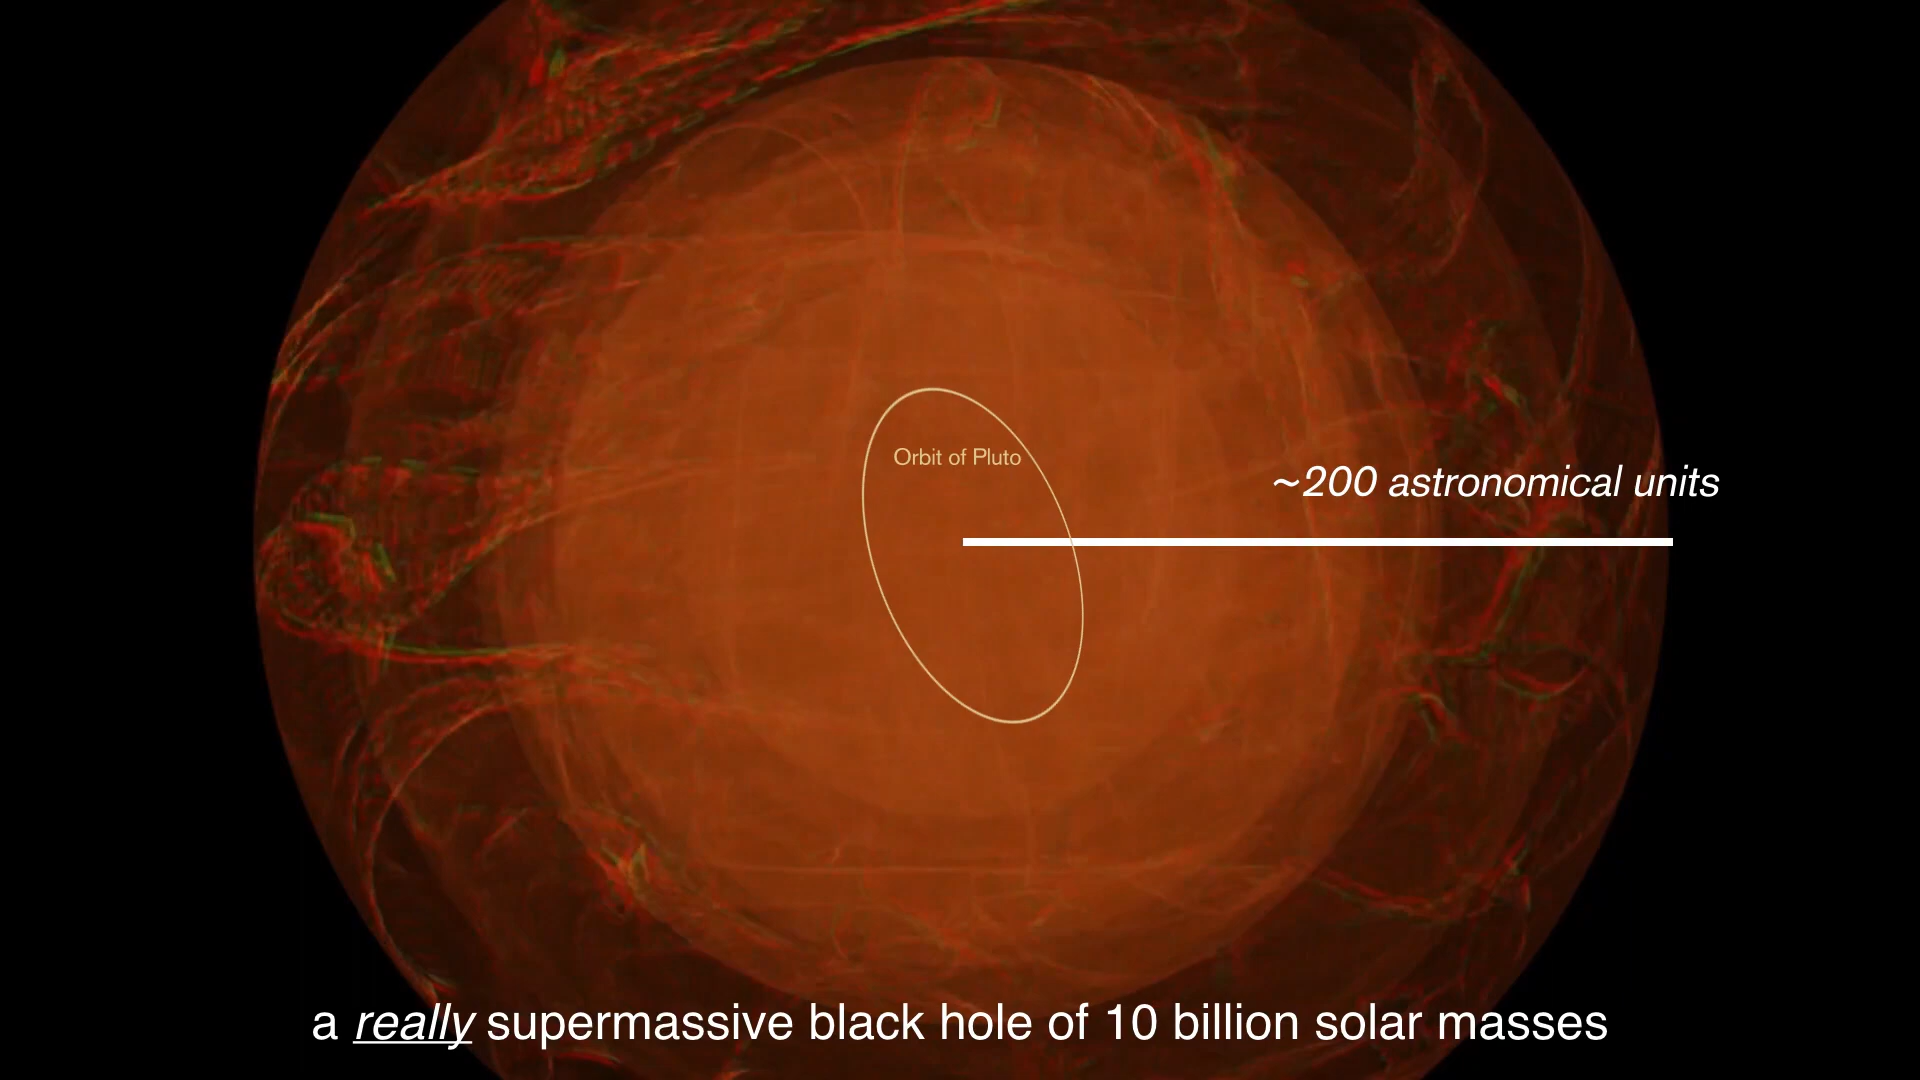 Orbit of Pluto
~200 astronomical units
a really supermassive black hole of 10 billion solar masses